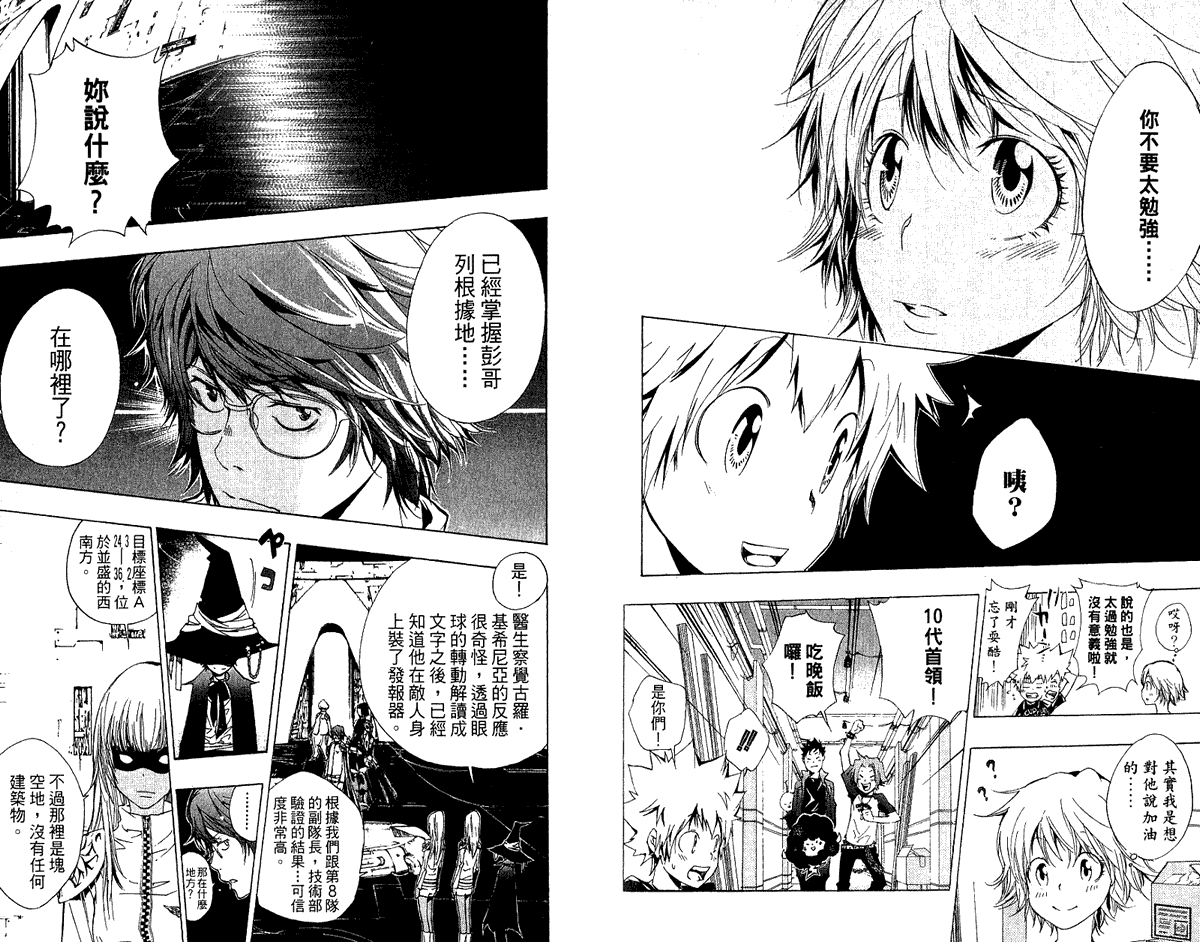 你不要太勉強……
咦？
哎呀？
說的也是，
太過勉強就
沒有意義啦！
剛才
忘了耍酷！
其實我是想
對他說加油
的……
？
？
10代首領！
吃晚飯
囉！
!!
是你們！
妳說什麼？
已經掌握彭哥
列根據地……
在哪裡了？
是！
醫生察覺古羅．
基希尼亞的反應
很奇怪，透過眼
球的轉動解讀成
文字之後，已經
知道他在敵人身
上裝了發報器。
根據我們跟第8隊
的副隊長，技術部
驗證的結果…可信
度非常高。
ペコ
………
那在什麼
地方？
目標座標A
3—2
24—36，位
於並盛的西
南方。
不過那裡是塊
空地，沒有任何
建築物。